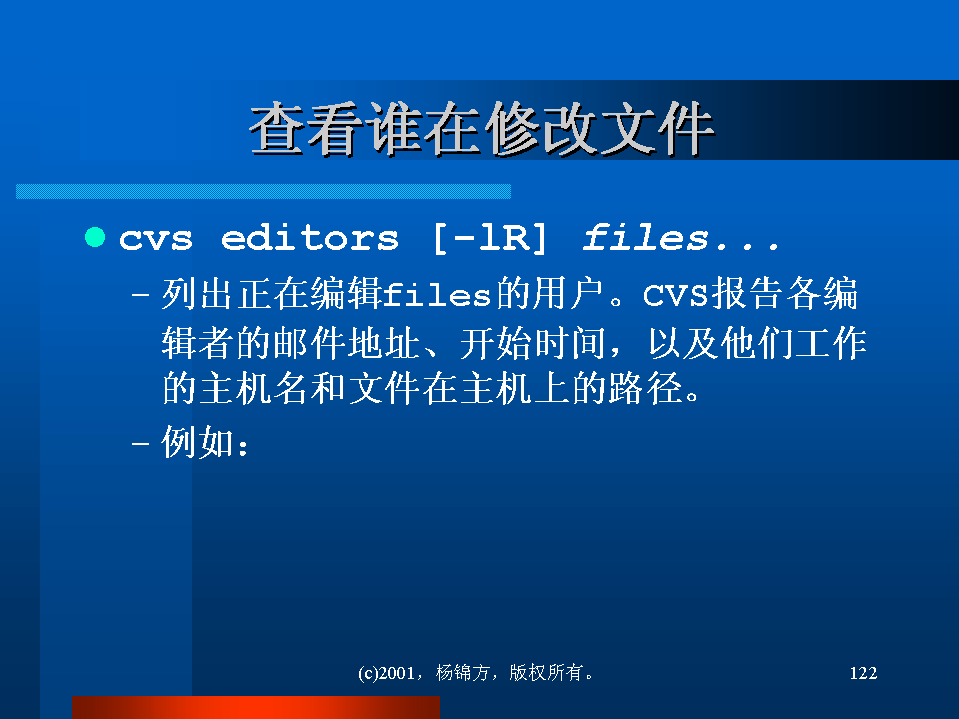 查看谁在修改文件
cvs editors [-lR] files...
– 列出正在编辑files的用户。CVS报告各编
辑者的邮件地址、开始时间，以及他们工作
的主机名和文件在主机上的路径。
– 例如：
(c)2001，杨锦方，版权所有。
122